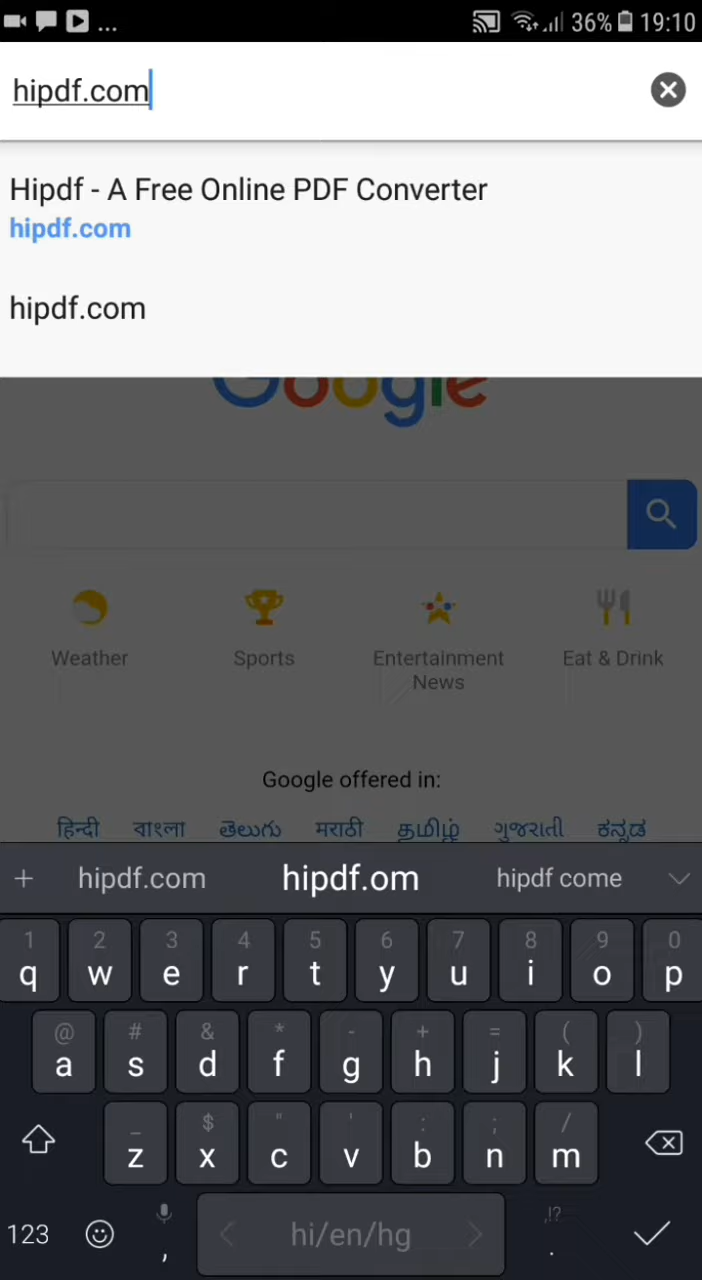 ... 36% 19:10
hipdf.com
Hipdf - A Free Online PDF Converter
hipdf.com
hipdf.com
Google
Weather Sports Entertainment News Eat & Drink
Google offered in:
हिन्दी বাংলা తెలుగు मराठी தமிழ் ગુજરાતી ಕನ್ನಡ
+ hipdf.com hipdf.om hipdf come
1 2 3 4 5 6 7 8 9 0
q w e r t y u i o p
@ # & * - + = ( )
a s d f g h j k l
_ $ " ' : ; /
z x c v b n m
123 , < hi/en/hg > ,!? .